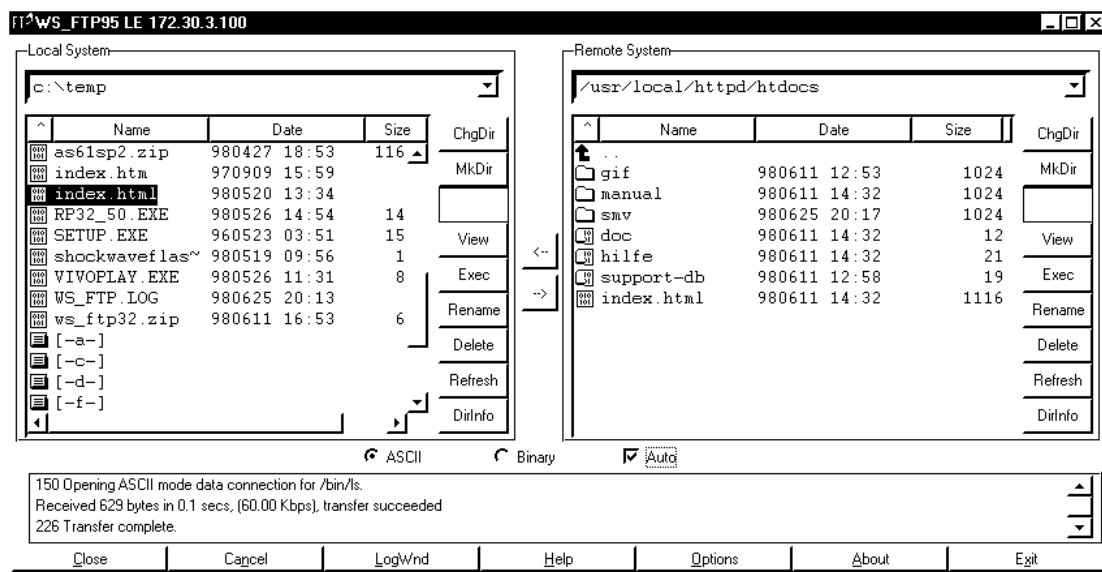 WS_FTP95 LE 172.30.3.100
Local System
c:\temp
^ Name Date Size
as61sp2.zip 980427 18:53 116
index.htm 970909 15:59
index.html 980520 13:34
RP32_50.EXE 980526 14:54 14
SETUP.EXE 960523 03:51 15
shockwaveflas~ 980519 09:56 1
VIVOPLAY.EXE 980526 11:31 8
WS_FTP.LOG 980625 20:13
ws_ftp32.zip 980611 16:53 6
[-a-]
[-c-]
[-d-]
[-f-]
ChgDir
MkDir
View
Exec
Rename
Delete
Refresh
DirInfo
<--
-->
Remote System
/usr/local/httpd/htdocs
^ Name Date Size
..
gif 980611 12:53 1024
manual 980611 14:32 1024
smv 980625 20:17 1024
doc 980611 14:32 12
hilfe 980611 14:32 21
support-db 980611 12:58 19
index.html 980611 14:32 1116
ChgDir
MkDir
View
Exec
Rename
Delete
Refresh
DirInfo
ASCII Binary Auto
150 Opening ASCII mode data connection for /bin/ls.
Received 629 bytes in 0.1 secs, (60.00 Kbps), transfer succeeded
226 Transfer complete.
Close Cancel LogWnd Help Options About Exit